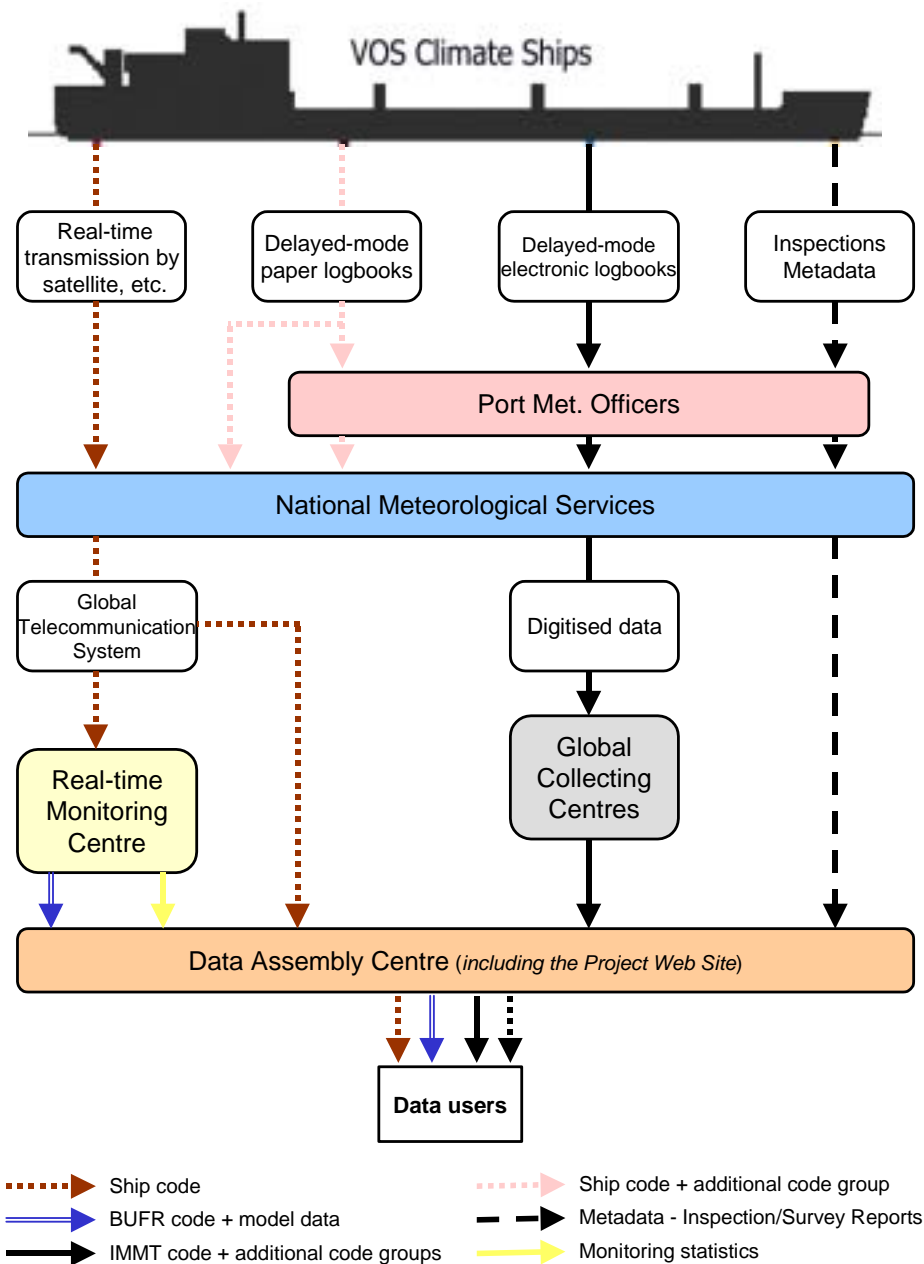 VOS Climate Ships
Real-time
transmission by
satellite, etc.
Delayed-mode
paper logbooks
Delayed-mode
electronic logbooks
Inspections
Metadata
Port Met. Officers
National Meteorological Services
Global
Telecommunication
System
Digitised data
Real-time
Monitoring
Centre
Global
Collecting
Centres
Data Assembly Centre (including the Project Web Site)
Data users
Ship code
BUFR code + model data
IMMT code + additional code groups
Ship code + additional code group
Metadata - Inspection/Survey Reports
Monitoring statistics